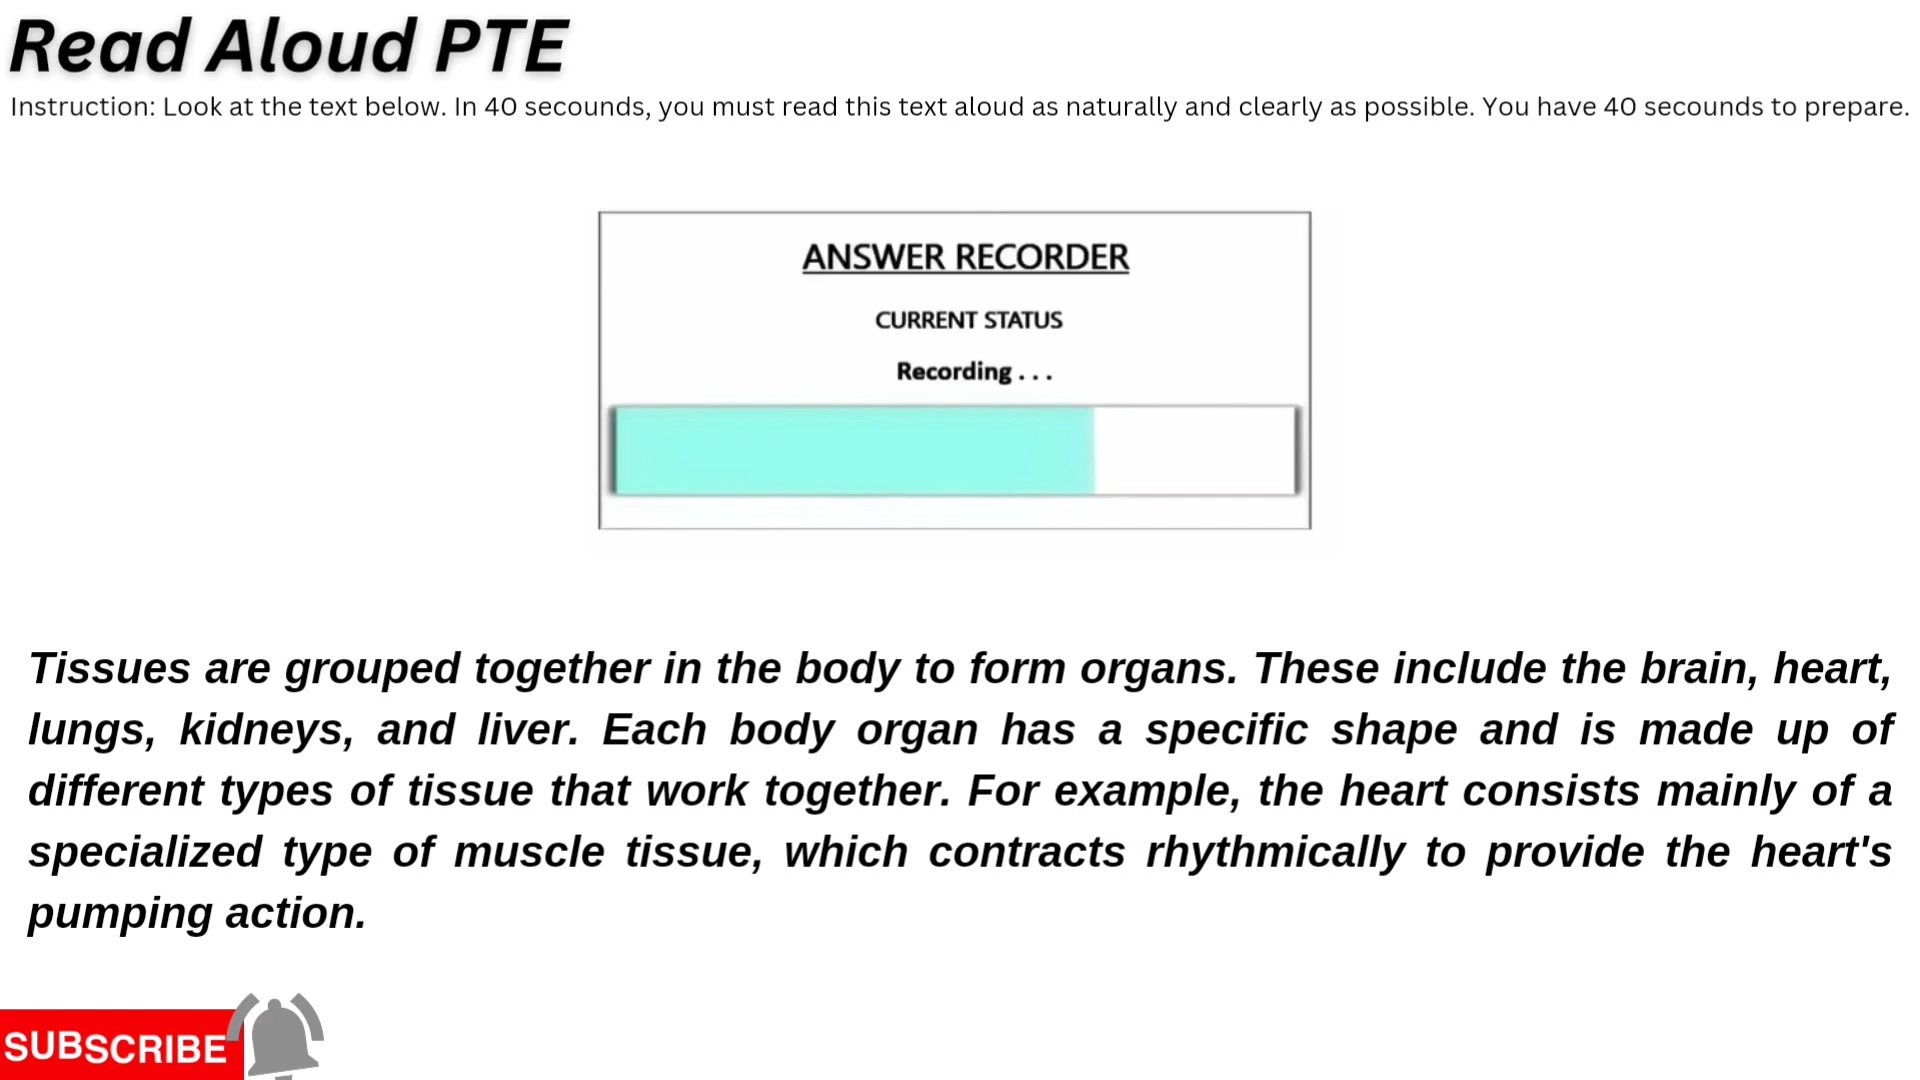 Read Aloud PTE
Instruction: Look at the text below. In 40 secounds, you must read this text aloud as naturally and clearly as possible. You have 40 secounds to prepare.
ANSWER RECORDER
CURRENT STATUS
Recording . . .
Tissues are grouped together in the body to form organs. These include the brain, heart,
lungs, kidneys, and liver. Each body organ has a specific shape and is made up of
different types of tissue that work together. For example, the heart consists mainly of a
specialized type of muscle tissue, which contracts rhythmically to provide the heart's
pumping action.
SUBSCRIBE